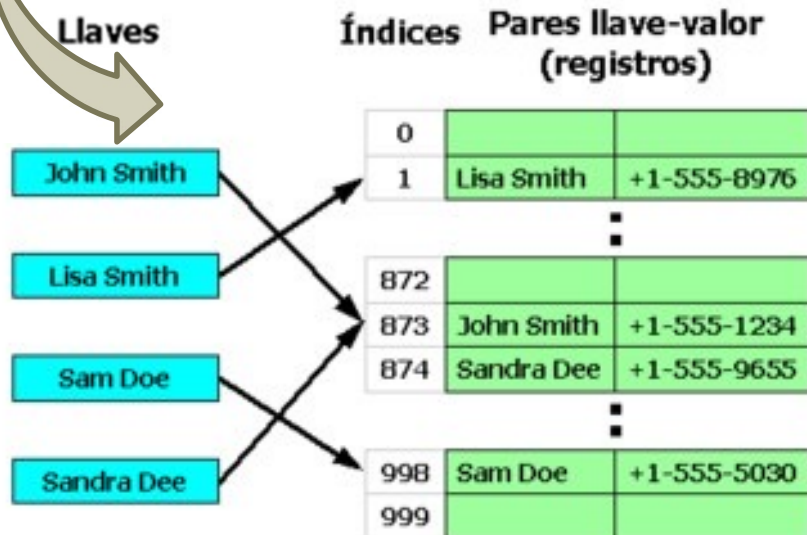 Llaves
Índices
Pares llave-valor
(registros)
John Smith
Lisa Smith
Sam Doe
Sandra Dee
0
1 Lisa Smith +1-555-8976
872
873 John Smith +1-555-1234
874 Sandra Dee +1-555-9655
998 Sam Doe +1-555-5030
999